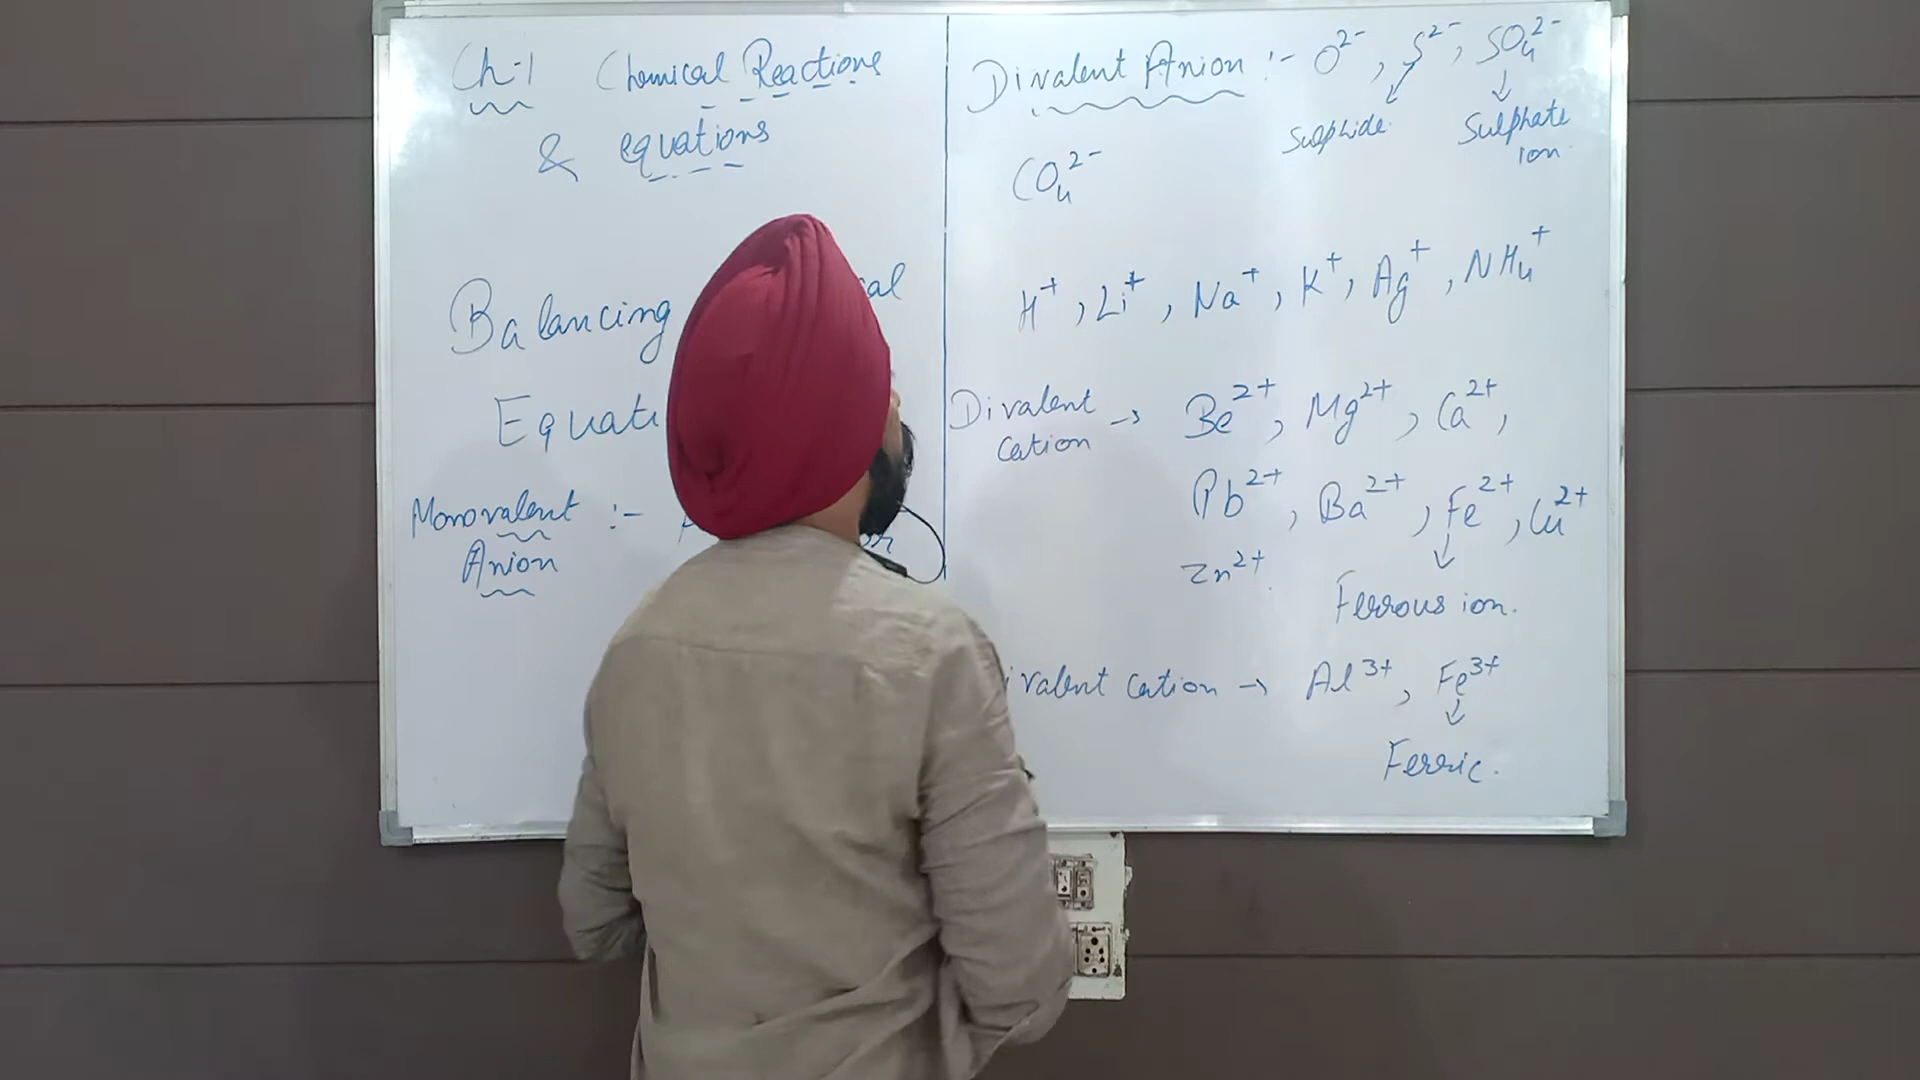 Ch-1 Chemical Reactions
& equations
Balancing
Equati
Monovalent :-
Anion
Divalent Anion :- O²⁻, S²⁻, SO₄²⁻
Sulphide Sulphate
ion
CO₄²⁻
H⁺, Li⁺, Na⁺, K⁺, Ag⁺, NH₄⁺
Divalent → Be²⁺, Mg²⁺, Ca²⁺,
cation
Pb²⁺, Ba²⁺, Fe²⁺, Cu²⁺
Zn²⁺
Ferrous ion.
ivalent cation → Al³⁺, Fe³⁺
Ferric.